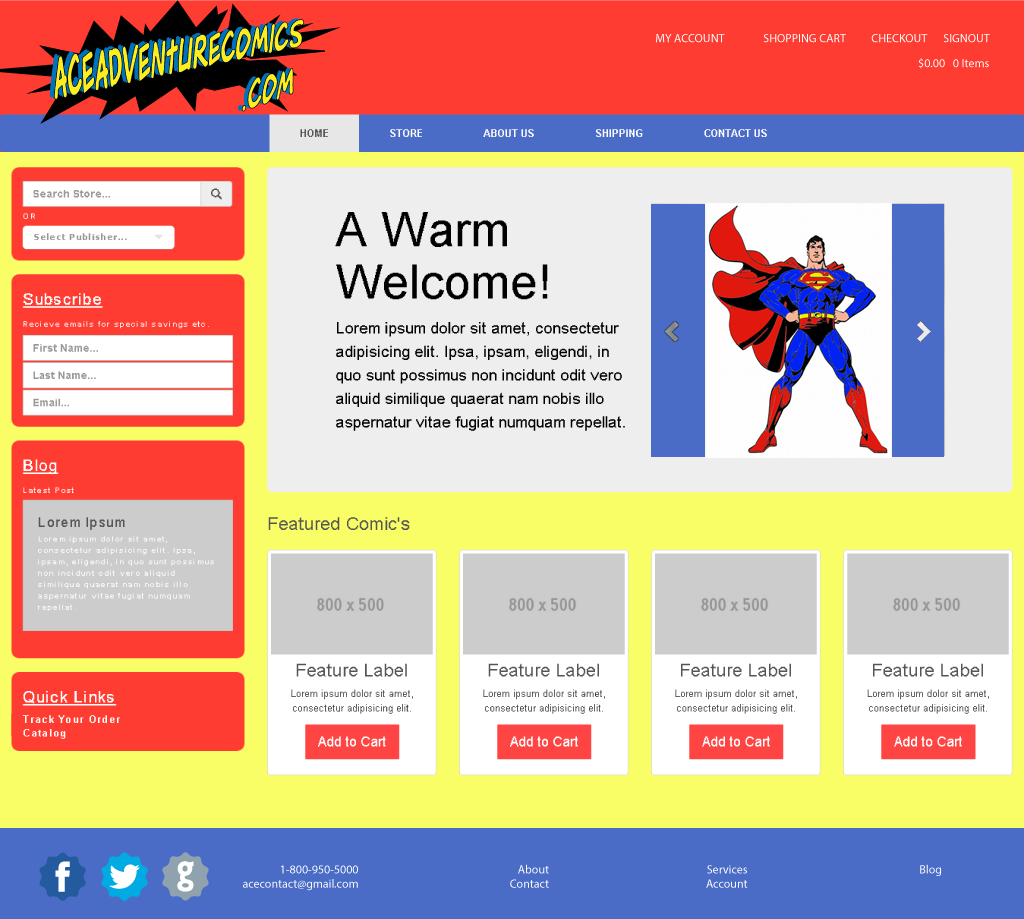 ACEADVENTURECOMICS
.COM
MY ACCOUNT SHOPPING CART CHECKOUT SIGNOUT
$0.00 0 Items
HOME STORE ABOUT US SHIPPING CONTACT US
Search Store...
OR
Select Publisher...
Subscribe
Recieve emails for special savings etc.
First Name...
Last Name...
Email...
Blog
Latest Post
Lorem Ipsum
Lorem ipsum dolor sit amet,
consectetur adipisicing elit. Ipsa,
ipsam, eligendi, in quo sunt possimus
non incidunt odit vero aliquid
similique quaerat nam nobis illo
aspernatur vitae fugiat numquam
repellat.
Quick Links
Track Your Order
Catalog
A Warm
Welcome!
Lorem ipsum dolor sit amet, consectetur
adipisicing elit. Ipsa, ipsam, eligendi, in
quo sunt possimus non incidunt odit vero
aliquid similique quaerat nam nobis illo
aspernatur vitae fugiat numquam repellat.
S
Featured Comic's
800 x 500 800 x 500 800 x 500 800 x 500
Feature Label Feature Label Feature Label Feature Label
Lorem ipsum dolor sit amet, Lorem ipsum dolor sit amet, Lorem ipsum dolor sit amet, Lorem ipsum dolor sit amet,
consectetur adipisicing elit. consectetur adipisicing elit. consectetur adipisicing elit. consectetur adipisicing elit.
Add to Cart Add to Cart Add to Cart Add to Cart
f g
1-800-950-5000 About Services Blog
acecontact@gmail.com Contact Account